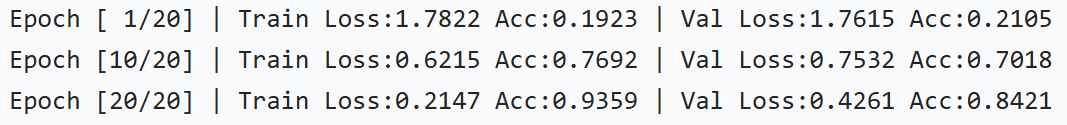 Epoch [ 1/20] | Train Loss:1.7822 Acc:0.1923 | Val Loss:1.7615 Acc:0.2105
Epoch [10/20] | Train Loss:0.6215 Acc:0.7692 | Val Loss:0.7532 Acc:0.7018
Epoch [20/20] | Train Loss:0.2147 Acc:0.9359 | Val Loss:0.4261 Acc:0.8421